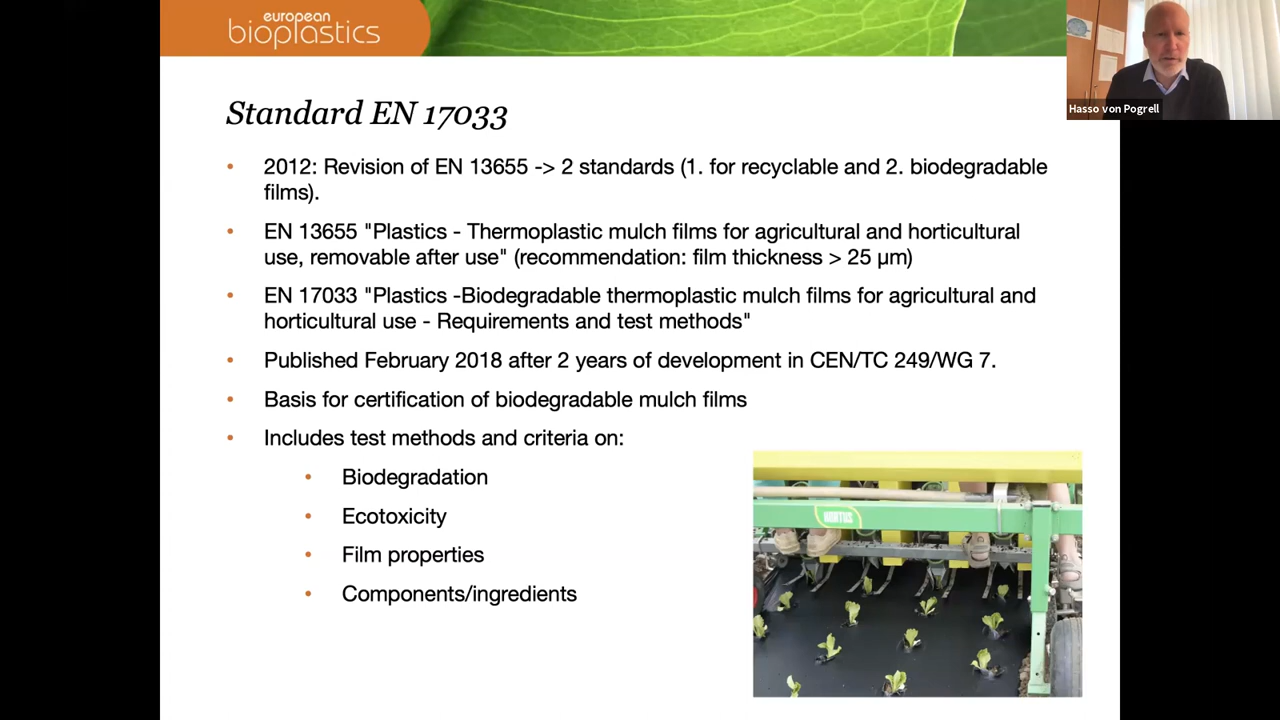 european
bioplastics
Hasso von Pogrell
Standard EN 17033
• 2012: Revision of EN 13655 -> 2 standards (1. for recyclable and 2. biodegradable
films).
• EN 13655 "Plastics - Thermoplastic mulch films for agricultural and horticultural
use, removable after use" (recommendation: film thickness > 25 µm)
• EN 17033 "Plastics -Biodegradable thermoplastic mulch films for agricultural and
horticultural use - Requirements and test methods"
• Published February 2018 after 2 years of development in CEN/TC 249/WG 7.
• Basis for certification of biodegradable mulch films
• Includes test methods and criteria on:
• Biodegradation
• Ecotoxicity
• Film properties
• Components/ingredients
HORTUS